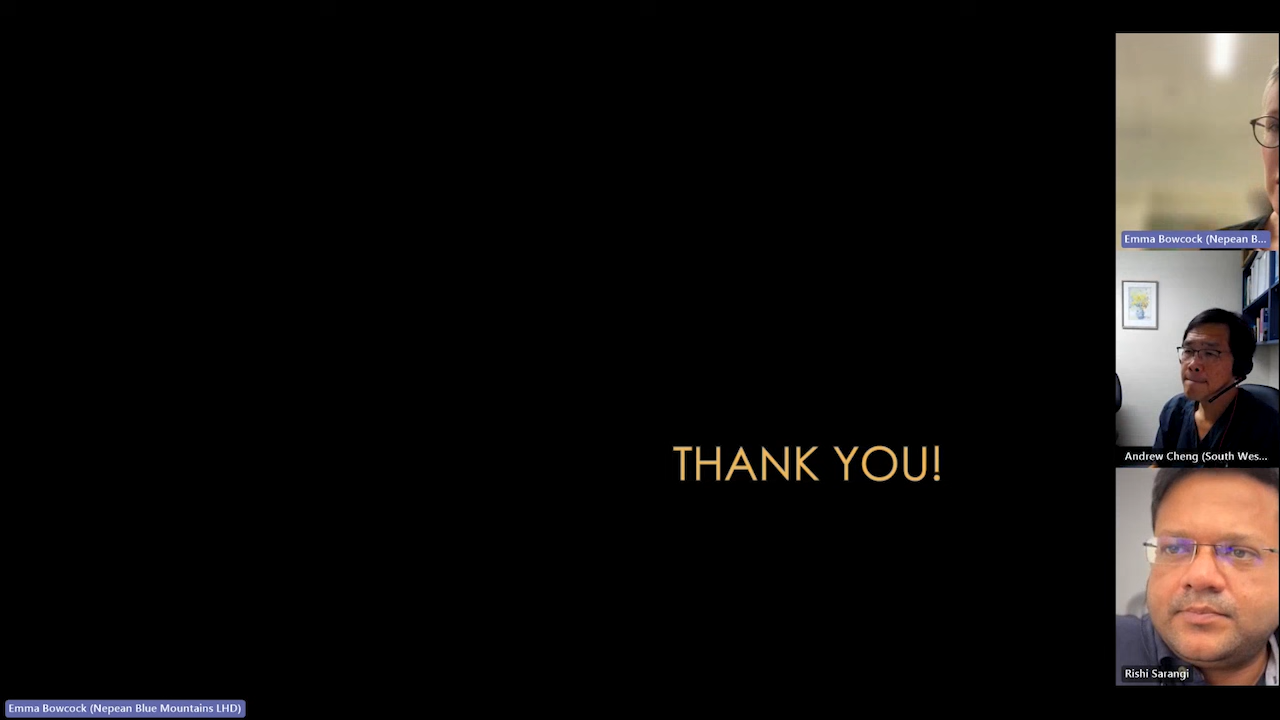 THANK YOU!
Emma Bowcock (Nepean B...
Andrew Cheng (South Wes...
Rishi Sarangi
Emma Bowcock (Nepean Blue Mountains LHD)